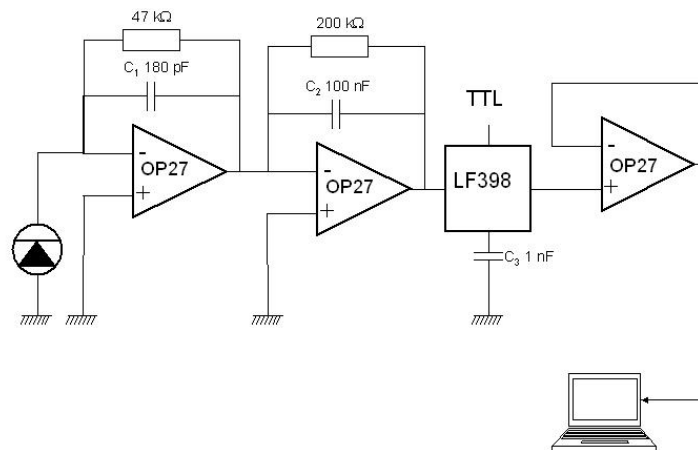 47 kΩ
200 kΩ
C₁ 180 pF
C₂ 100 nF
TTL
-
OP27
+
-
OP27
+
LF398
-
OP27
+
C₃ 1 nF